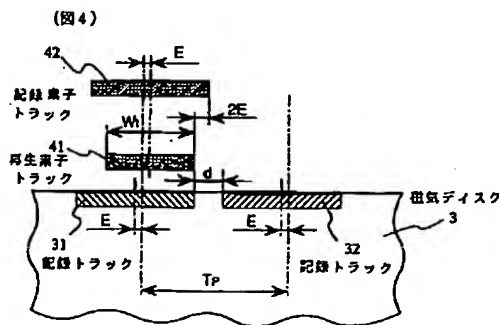 (図4)
42
E
記録素子
トラック
Wh
2E
41
再生素子
トラック
d
磁気ディスク
E
E
3
31
記録トラック
32
記録トラック
TP